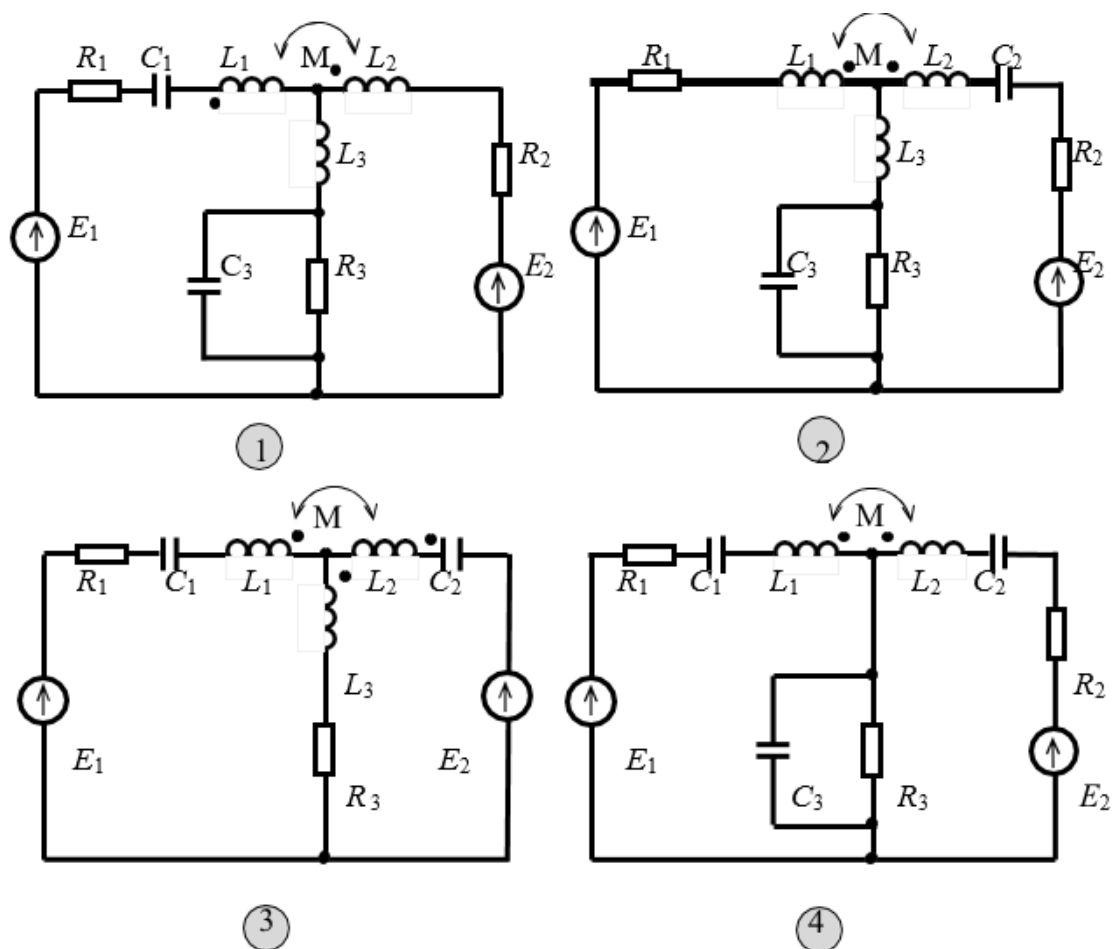 R1 C1 L1 M L2
L3 R2
E1 C3 R3 E2
1
R1 L1 M L2 C2
L3 R2
E1 C3 R3 E2
2
M
R1 C1 L1 L2 C2
L3
E1 E2
R3
3
M
R1 C1 L1 L2 C2
R2
E1 C3 R3 E2
4